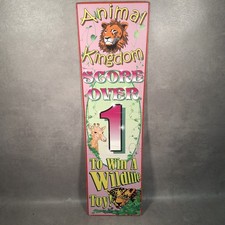 Animal
Kingdom
SCORE
OVER
1
To Win A
Wildlife
Toy!